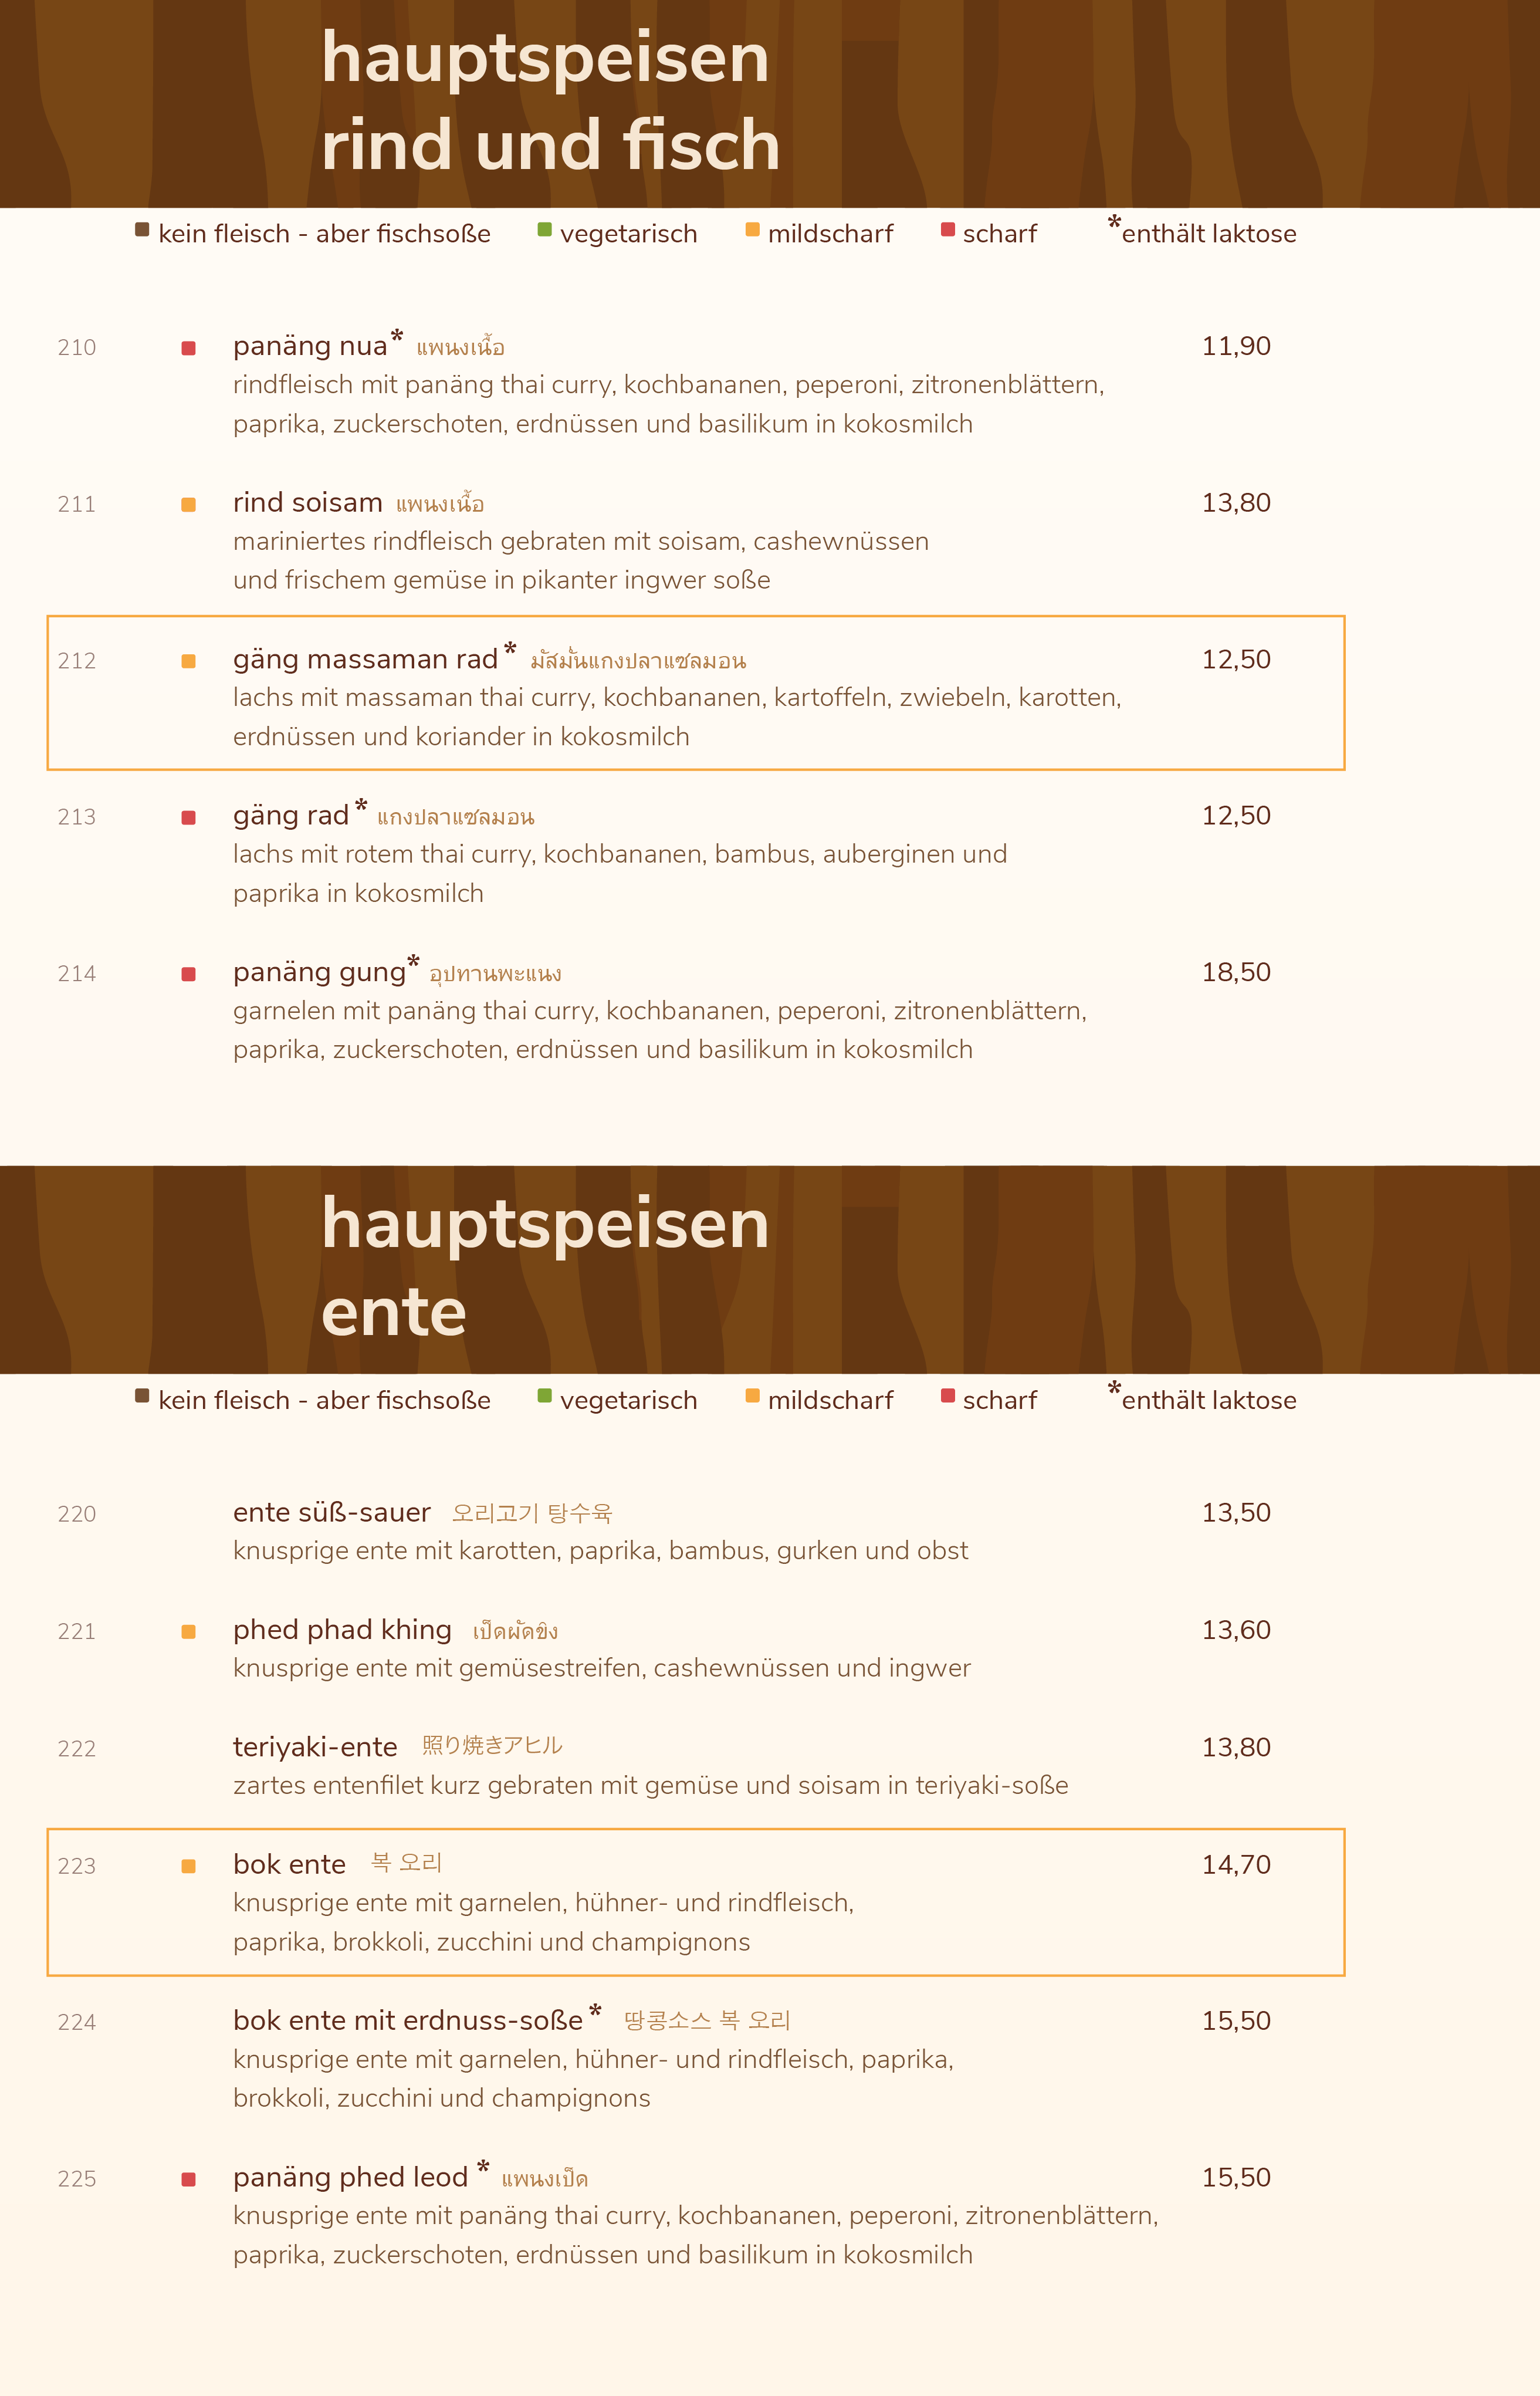 hauptspeisen
rind und fisch
kein fleisch - aber fischsoße vegetarisch mildscharf scharf *enthält laktose
210 panäng nua* แพนงเนื้อ 11,90
rindfleisch mit panäng thai curry, kochbananen, peperoni, zitronenblättern,
paprika, zuckerschoten, erdnüssen und basilikum in kokosmilch
211 rind soisam แพนงเนื้อ 13,80
mariniertes rindfleisch gebraten mit soisam, cashewnüssen
und frischem gemüse in pikanter ingwer soße
212 gäng massaman rad* มัสมั่นแกงปลาแซลมอน 12,50
lachs mit massaman thai curry, kochbananen, kartoffeln, zwiebeln, karotten,
erdnüssen und koriander in kokosmilch
213 gäng rad* แกงปลาแซลมอน 12,50
lachs mit rotem thai curry, kochbananen, bambus, auberginen und
paprika in kokosmilch
214 panäng gung* อุปทานพะแนง 18,50
garnelen mit panäng thai curry, kochbananen, peperoni, zitronenblättern,
paprika, zuckerschoten, erdnüssen und basilikum in kokosmilch
hauptspeisen
ente
kein fleisch - aber fischsoße vegetarisch mildscharf scharf *enthält laktose
220 ente süß-sauer 오리고기 탕수육 13,50
knusprige ente mit karotten, paprika, bambus, gurken und obst
221 phed phad khing เป็ดผัดขิง 13,60
knusprige ente mit gemüsestreifen, cashewnüssen und ingwer
222 teriyaki-ente 照り焼きアヒル 13,80
zartes entenfilet kurz gebraten mit gemüse und soisam in teriyaki-soße
223 bok ente 복 오리 14,70
knusprige ente mit garnelen, hühner- und rindfleisch,
paprika, brokkoli, zucchini und champignons
224 bok ente mit erdnuss-soße* 땅콩소스 복 오리 15,50
knusprige ente mit garnelen, hühner- und rindfleisch, paprika,
brokkoli, zucchini und champignons
225 panäng phed leod * แพนงเป็ด 15,50
knusprige ente mit panäng thai curry, kochbananen, peperoni, zitronenblättern,
paprika, zuckerschoten, erdnüssen und basilikum in kokosmilch